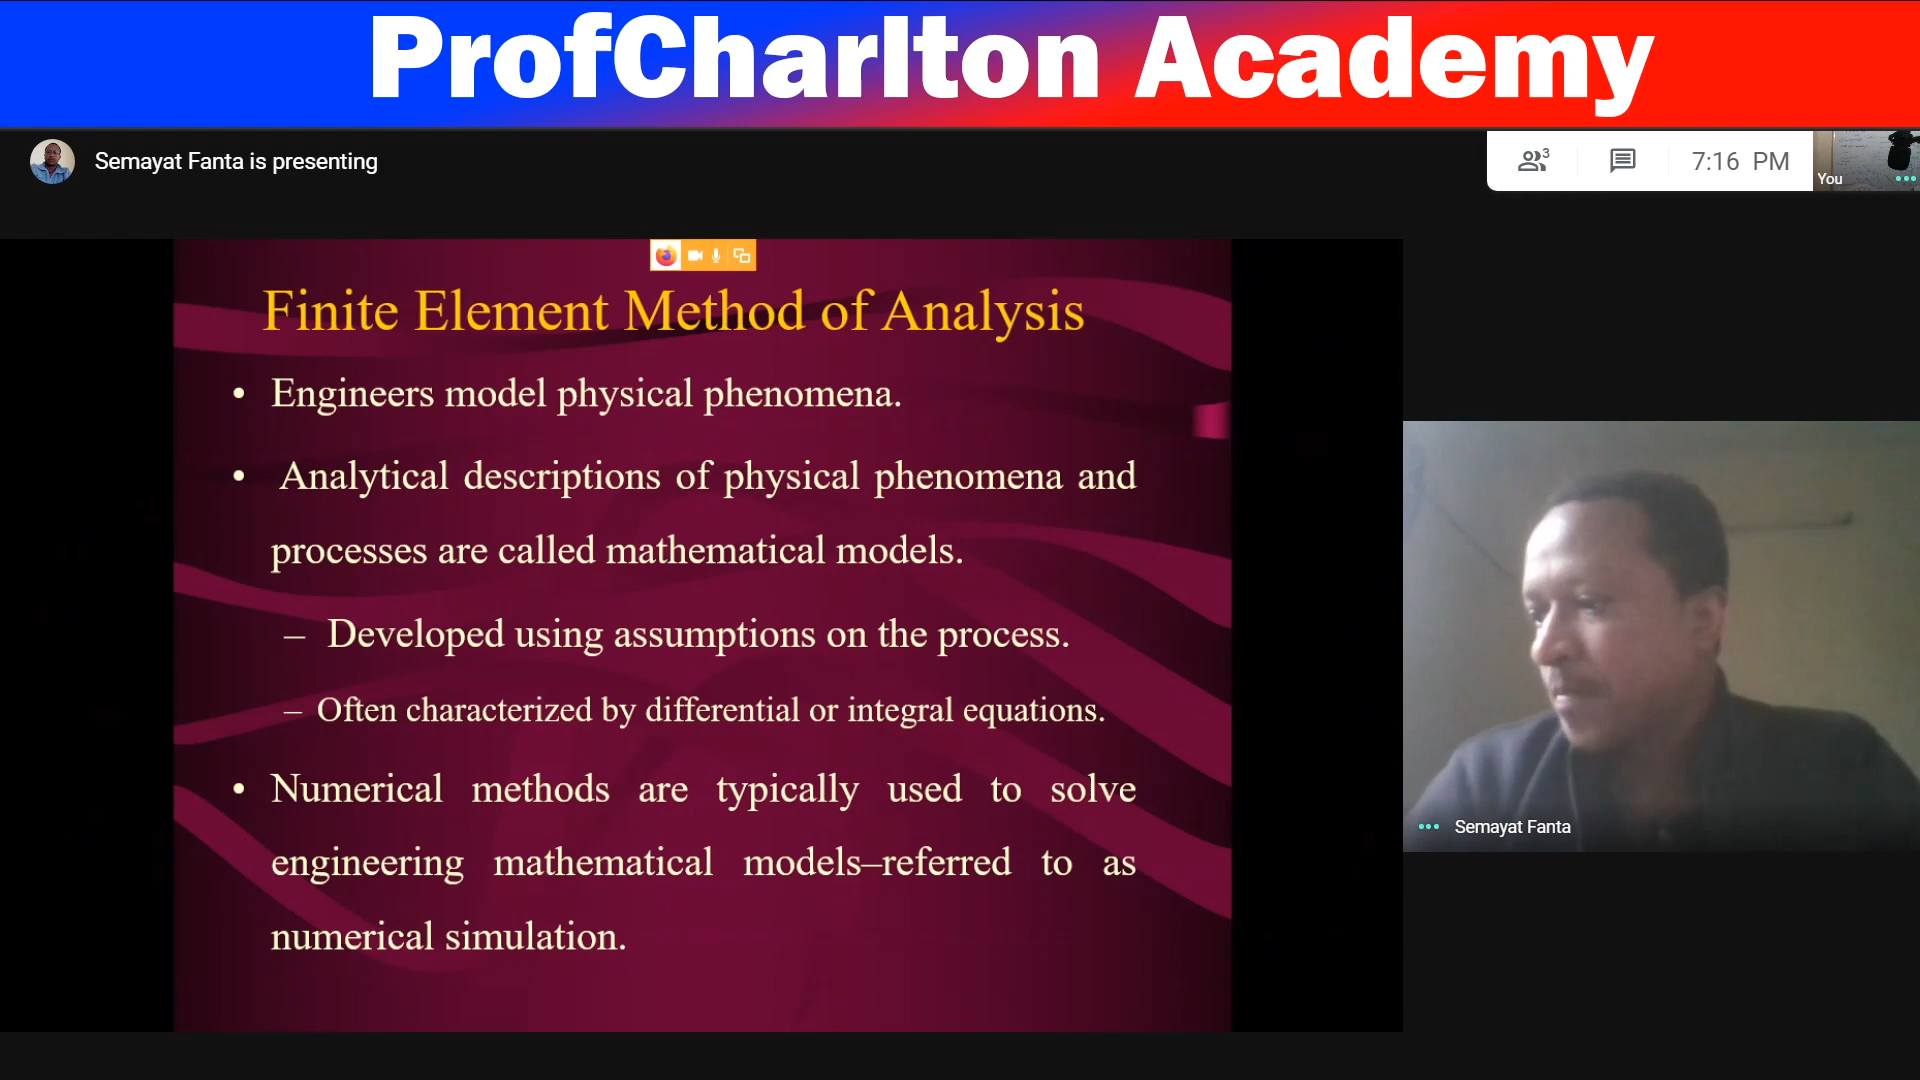 ProfCharlton Academy
Semayat Fanta is presenting
3
7:16 PM
You
Finite Element Method of Analysis
• Engineers model physical phenomena.
• Analytical descriptions of physical phenomena and
processes are called mathematical models.
– Developed using assumptions on the process.
– Often characterized by differential or integral equations.
• Numerical methods are typically used to solve
engineering mathematical models–referred to as
numerical simulation.
Semayat Fanta